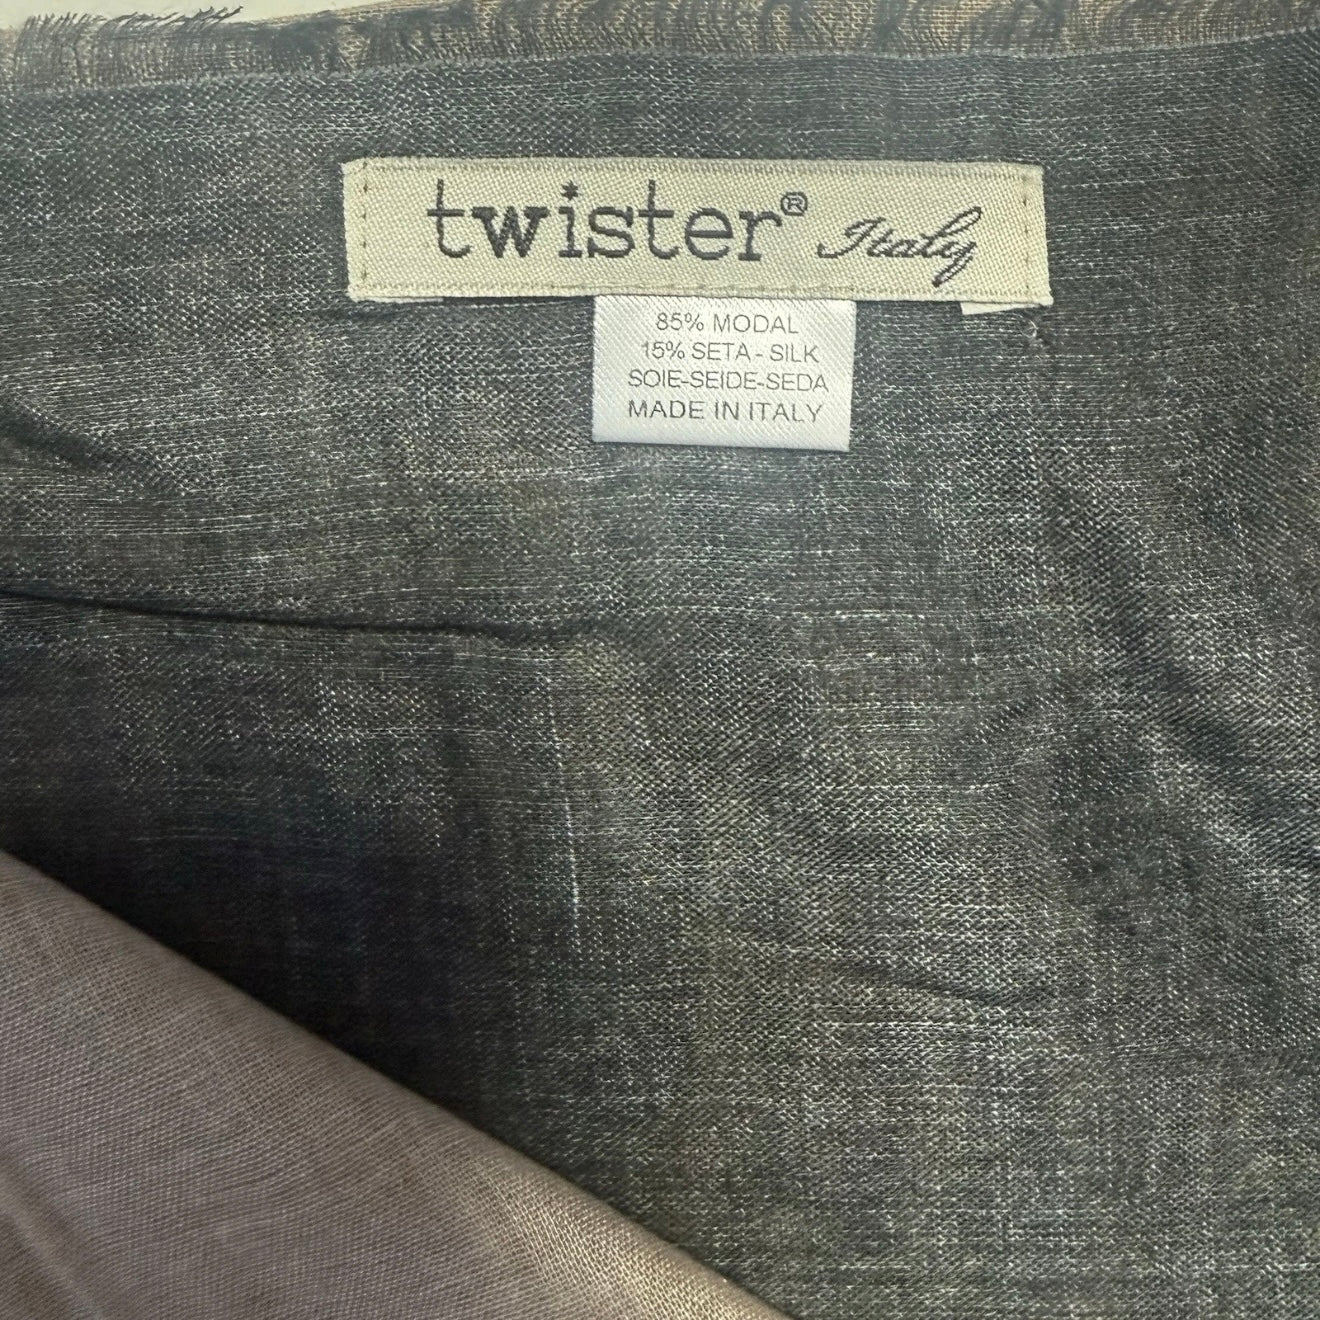 twister® Italy
85% MODAL
15% SETA - SILK
SOIE-SEIDE-SEDA
MADE IN ITALY